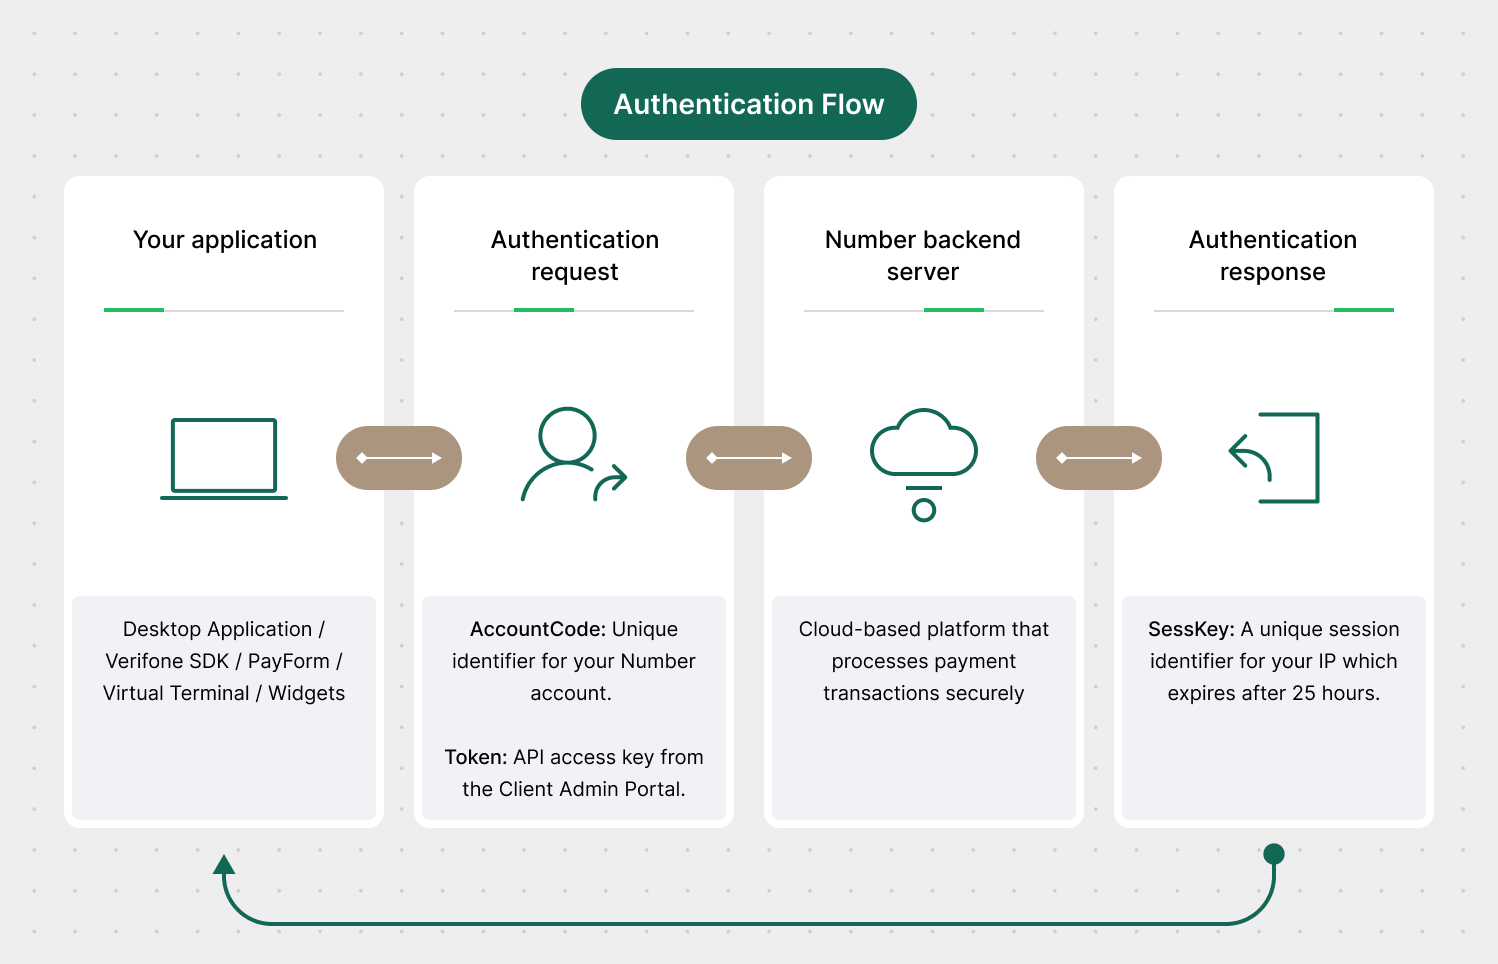 Authentication Flow
Your application
Authentication
request
Number backend
server
Authentication
response
Desktop Application /
Verifone SDK / PayForm /
Virtual Terminal / Widgets
AccountCode: Unique
identifier for your Number
account.
Token: API access key from
the Client Admin Portal.
Cloud-based platform that
processes payment
transactions securely
SessKey: A unique session
identifier for your IP which
expires after 25 hours.